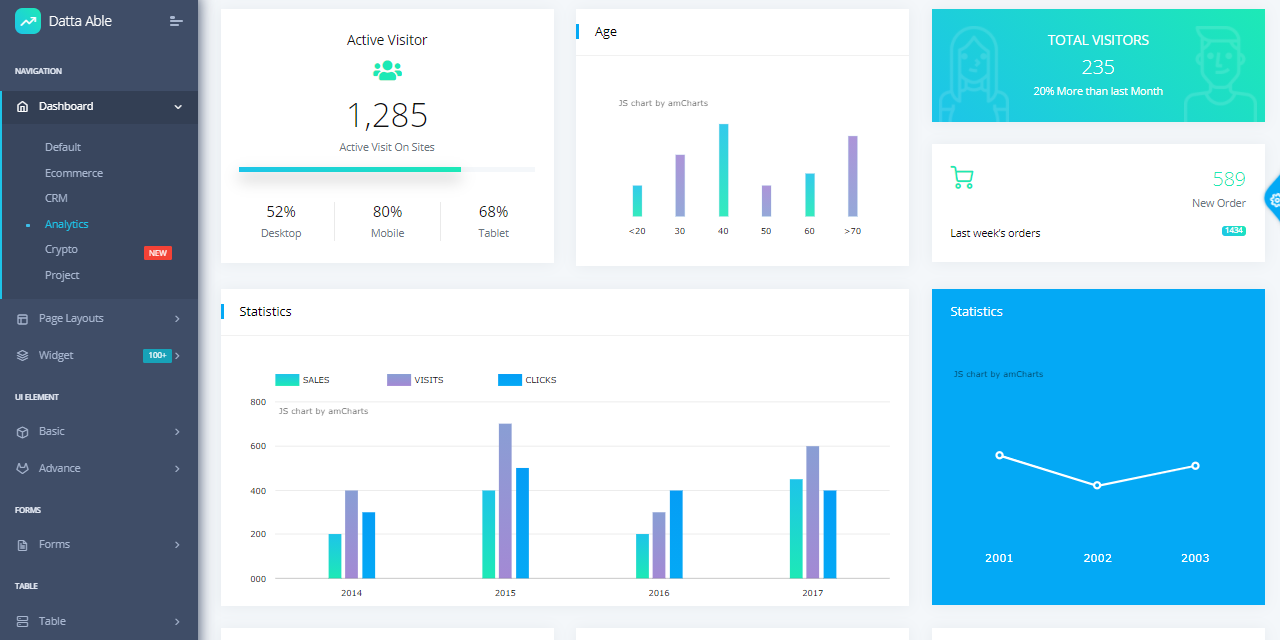 Datta Able
NAVIGATION
Dashboard
Default
Ecommerce
CRM
Analytics
Crypto
NEW
Project
Page Layouts
Widget
100+
UI ELEMENT
Basic
Advance
FORMS
Forms
TABLE
Table
Active Visitor
1,285
Active Visit On Sites
52% 80% 68%
Desktop Mobile Tablet
Age
JS chart by amCharts
<20 30 40 50 60 >70
TOTAL VISITORS
235
20% More than last Month
589
New Order
Last week's orders
1434
Statistics
SALES VISITS CLICKS
JS chart by amCharts
800
600
400
200
000
2014 2015 2016 2017
Statistics
JS chart by amCharts
2001 2002 2003